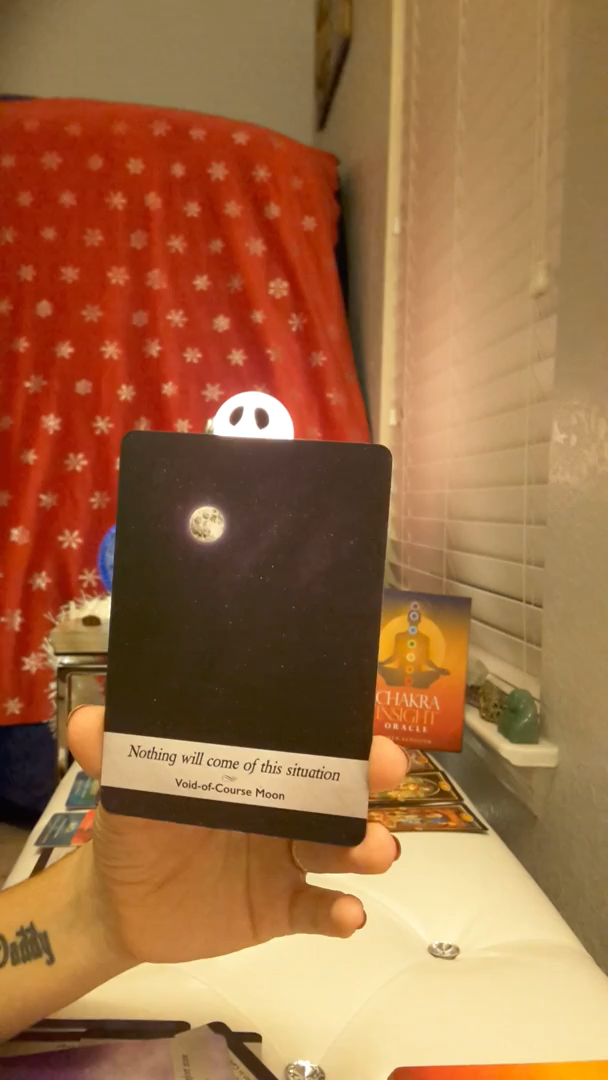 Nothing will come of this situation
Void-of-Course Moon
CHAKRA
INSIGHT
ORACLE
Daddy